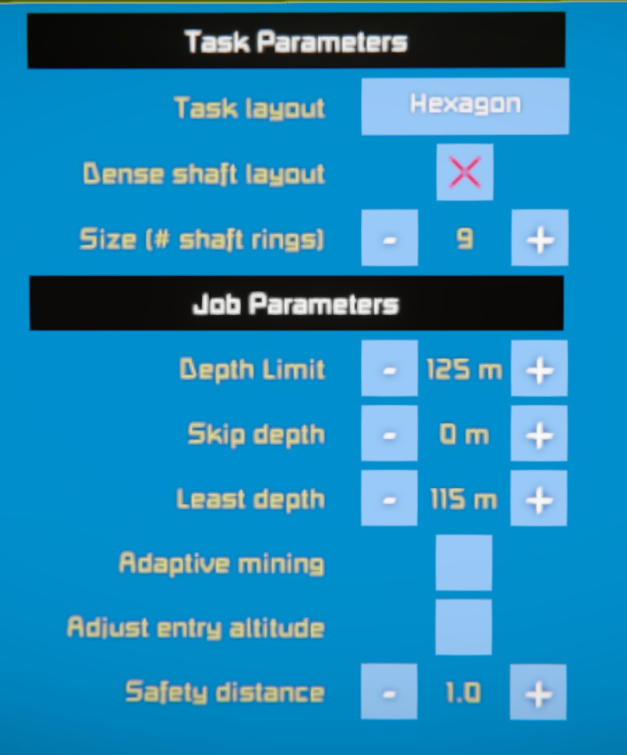 Task Parameters
Task layout Hexagon
Dense shaft layout
Size (# shaft rings) - 9 +
Job Parameters
Depth Limit - 125 m +
Skip depth - 0 m +
Least depth - 115 m +
Adaptive mining
Adjust entry altitude
Safety distance - 1.0 +